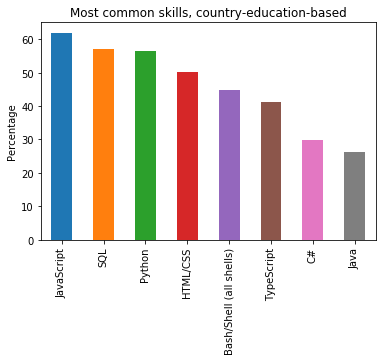 Most common skills, country-education-based
Percentage
60
50
40
30
20
10
0
JavaScript
SQL
Python
HTML/CSS
Bash/Shell (all shells)
TypeScript
C#
Java